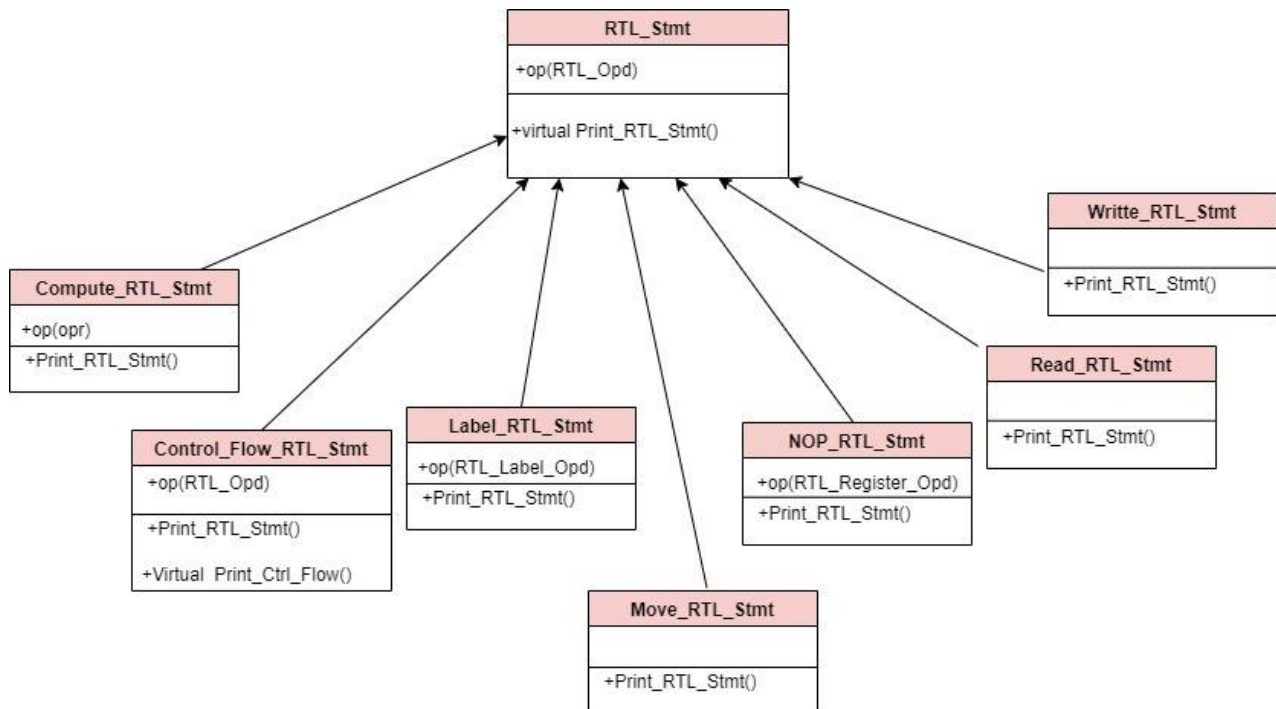 RTL_Stmt
+op(RTL_Opd)
+virtual Print_RTL_Stmt()
Writte_RTL_Stmt
+Print_RTL_Stmt()
Compute_RTL_Stmt
+op(opr)
+Print_RTL_Stmt()
Read_RTL_Stmt
+Print_RTL_Stmt()
Label_RTL_Stmt
+op(RTL_Label_Opd)
+Print_RTL_Stmt()
NOP_RTL_Stmt
+op(RTL_Register_Opd)
+Print_RTL_Stmt()
Control_Flow_RTL_Stmt
+op(RTL_Opd)
+Print_RTL_Stmt()
+Virtual Print_Ctrl_Flow()
Move_RTL_Stmt
+Print_RTL_Stmt()